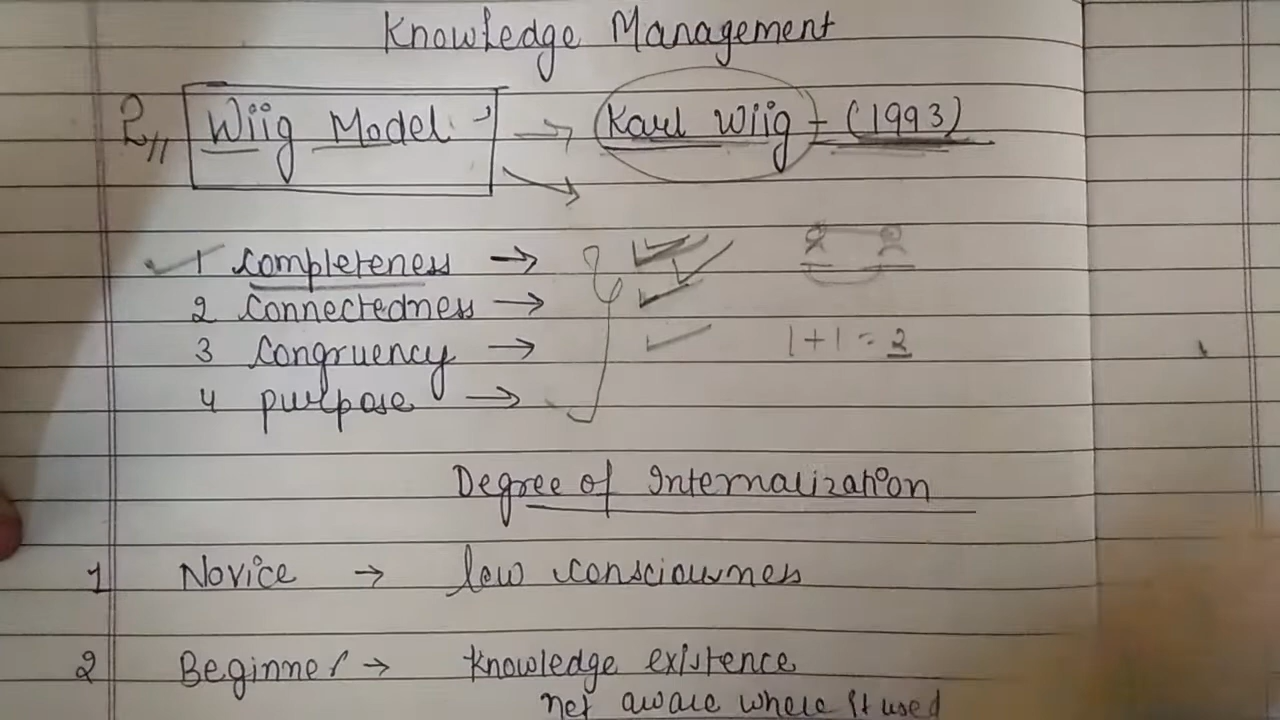 Knowledge Management
2 Wiig Model → Karl Wiig - (1993)
1 Completeness →
2 Connectedness →
3 Congruency → 1+1=2
4 purpose →
Degree of Internalization
1 Novice → low consciousness
2 Beginner → knowledge existence
not aware where it used